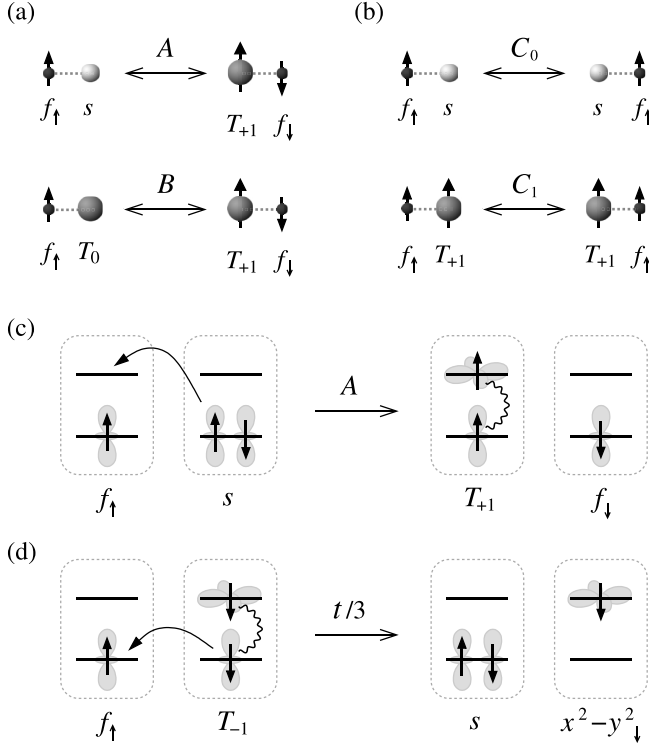 (a) (b)
A C₀
f↑ s T₊₁ f↓ f↑ s s f↑
B C₁
f↑ T₀ T₊₁ f↓ f↑ T₊₁ T₊₁ f↑
(c)
A
f↑ s T₊₁ f↓
(d)
t/3
f↑ T₋₁ s x²−y²↓